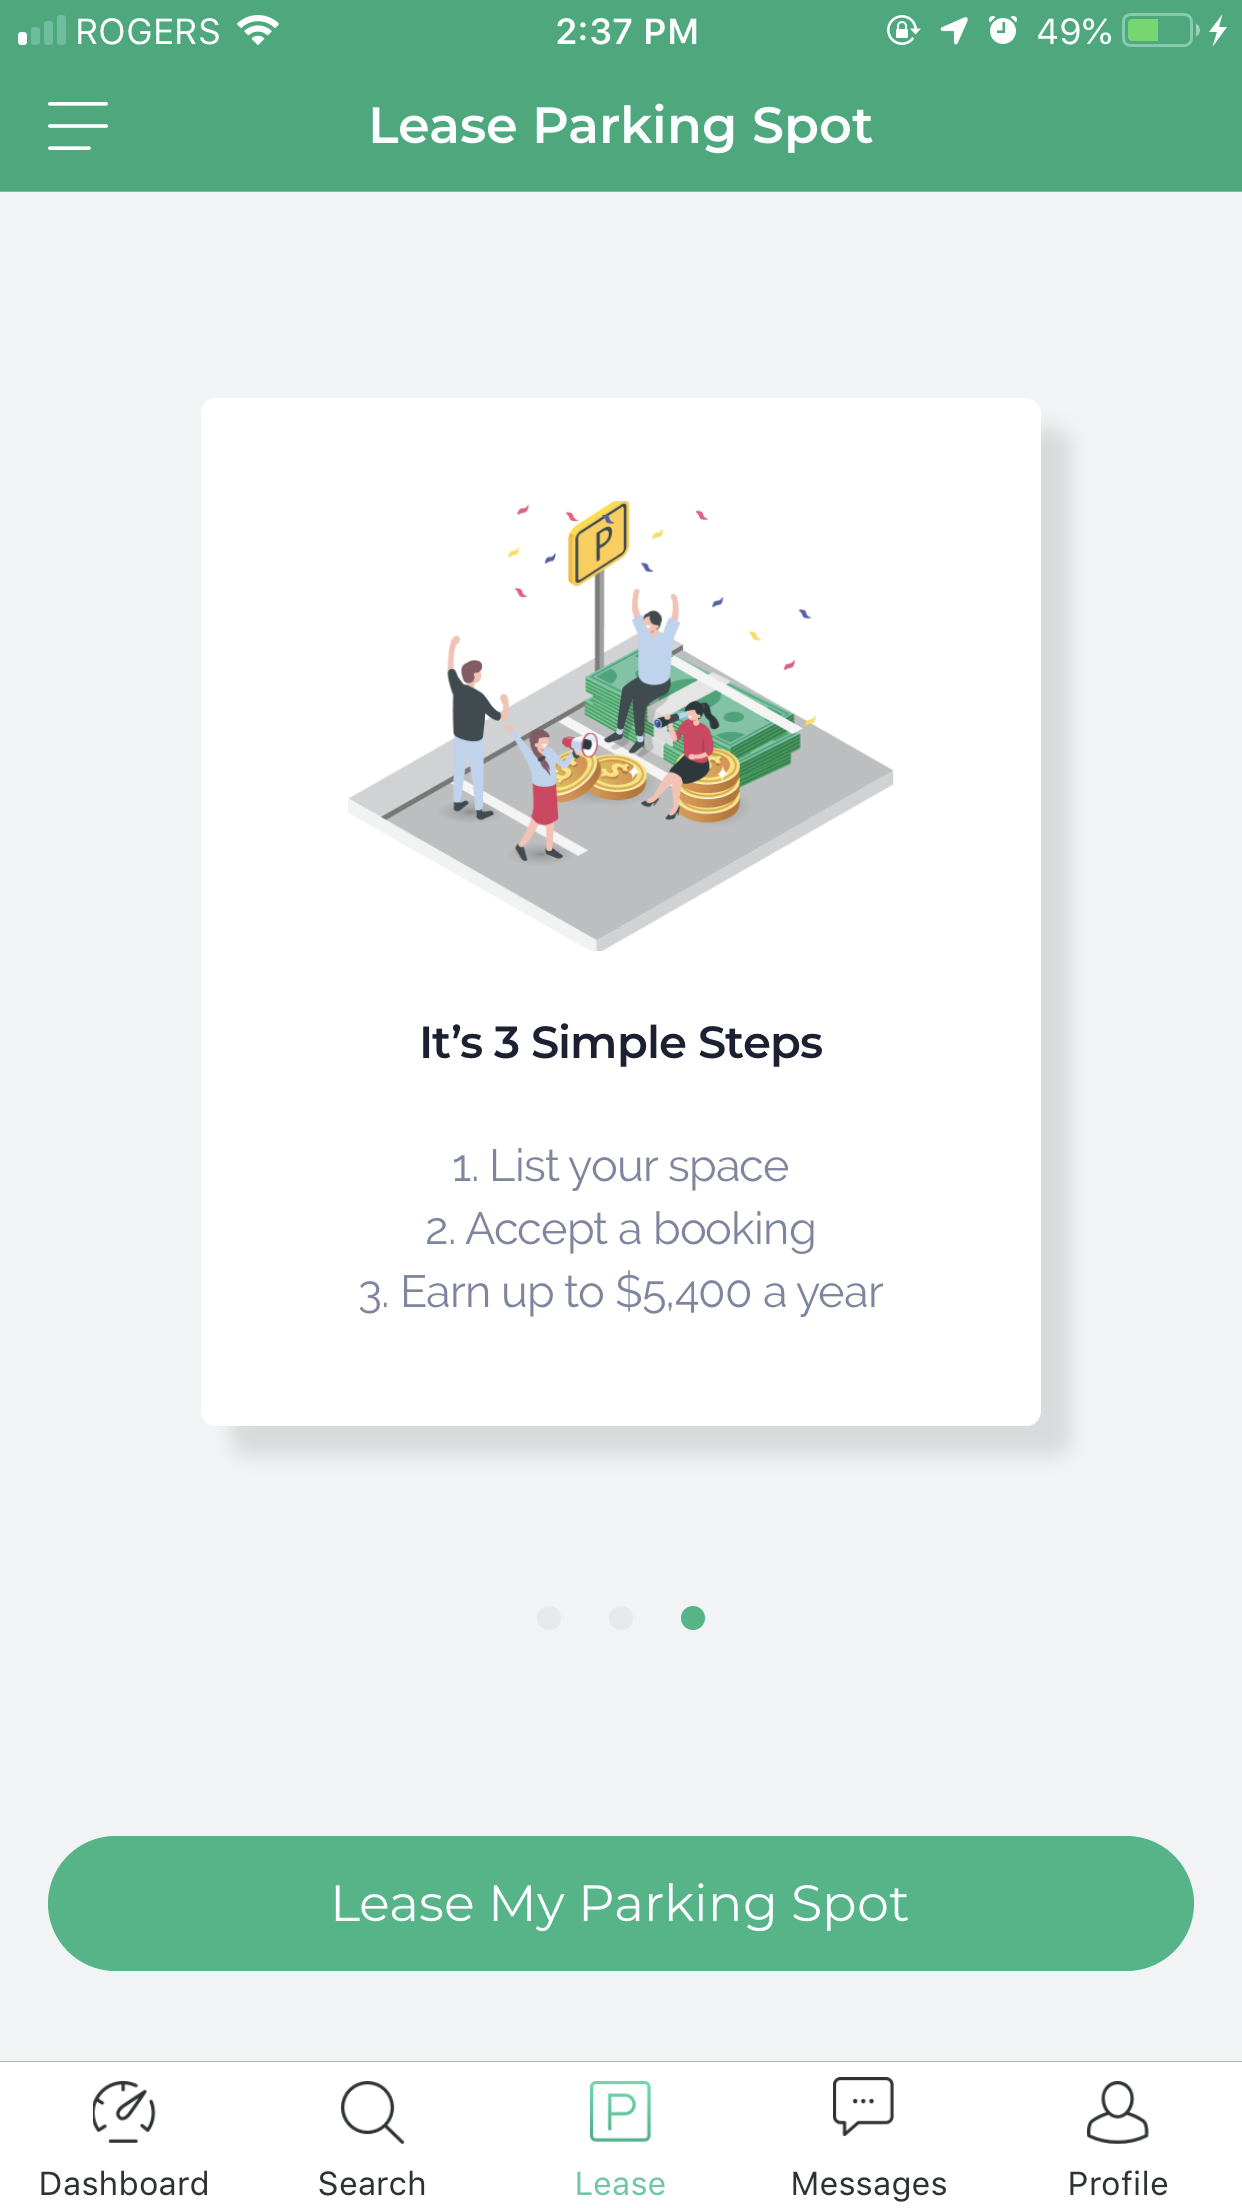 ROGERS 2:37 PM 49%
Lease Parking Spot
P
It’s 3 Simple Steps
1. List your space
2. Accept a booking
3. Earn up to $5,400 a year
Lease My Parking Spot
P
Dashboard Search Lease Messages Profile